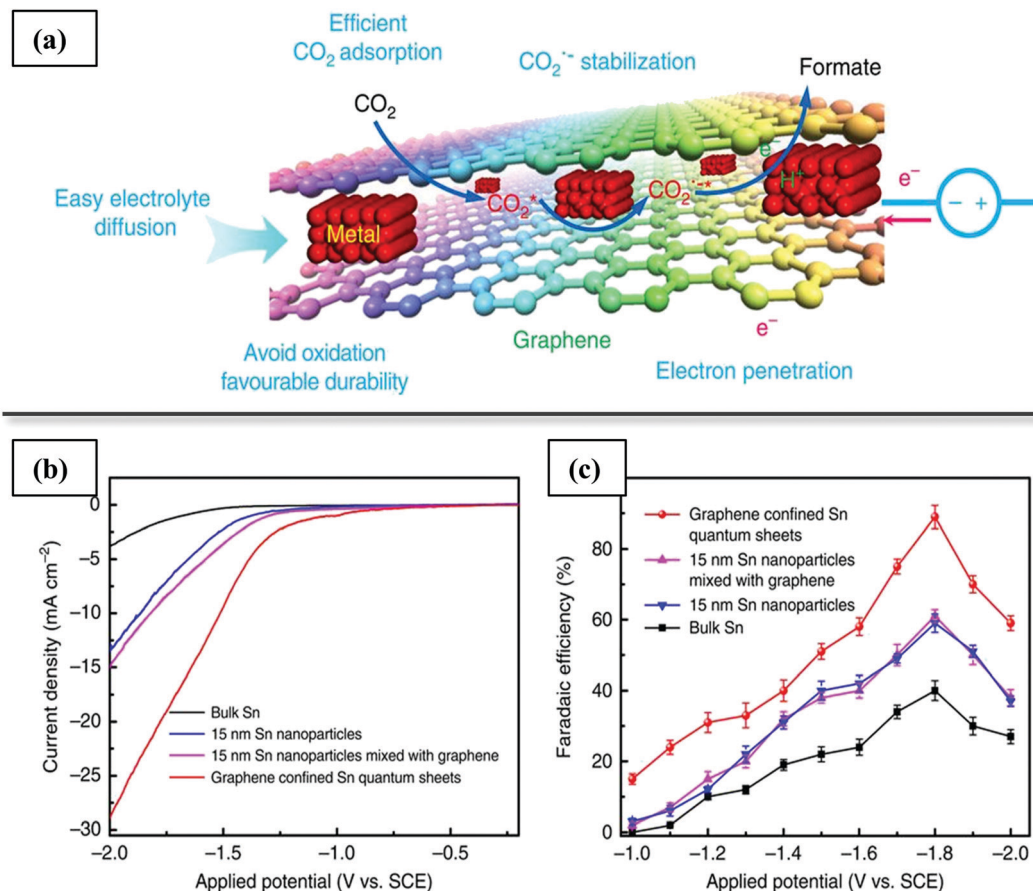 (a)
Efficient
CO₂ adsorption
CO₂˙⁻ stabilization
Formate
CO₂
e⁻
H⁺
e⁻
− +
CO₂*
CO₂˙⁻*
Easy electrolyte
diffusion
Metal
Graphene
e⁻
Avoid oxidation
favourable durability
Electron penetration
(b)
0
−5
−10
−15
−20
−25
−30
Current density (mA cm⁻²)
Bulk Sn
15 nm Sn nanoparticles
15 nm Sn nanoparticles mixed with graphene
Graphene confined Sn quantum sheets
−2.0 −1.5 −1.0 −0.5
Applied potential (V vs. SCE)
(c)
80
60
40
20
0
Faradaic efficiency (%)
Graphene confined Sn
quantum sheets
15 nm Sn nanoparticles
mixed with graphene
15 nm Sn nanoparticles
Bulk Sn
−1.0 −1.2 −1.4 −1.6 −1.8 −2.0
Applied potential (V vs. SCE)